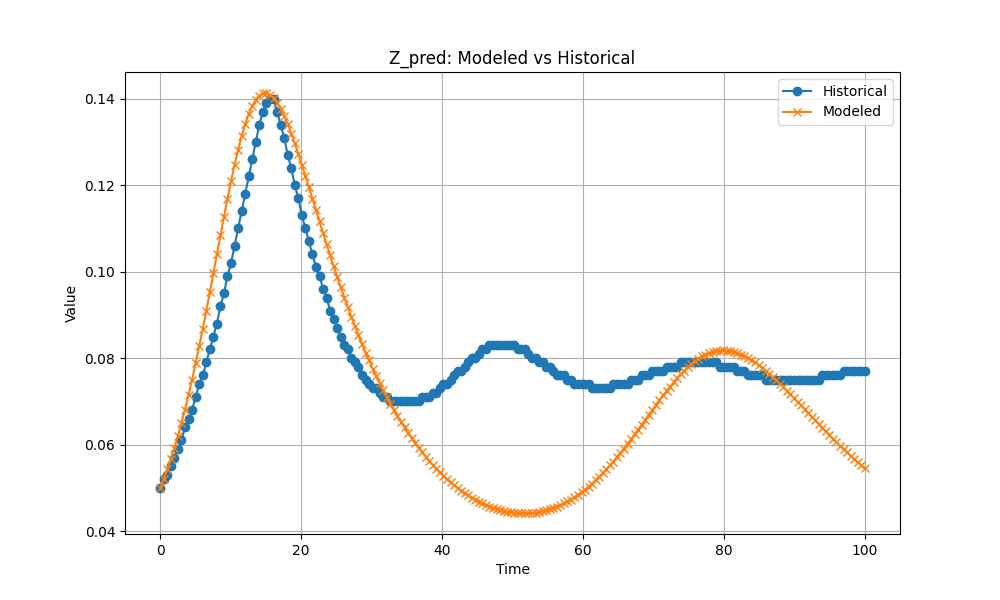 Z_pred: Modeled vs Historical
Historical
Modeled
Value
0.14
0.12
0.10
0.08
0.06
0.04
0 20 40 60 80 100
Time